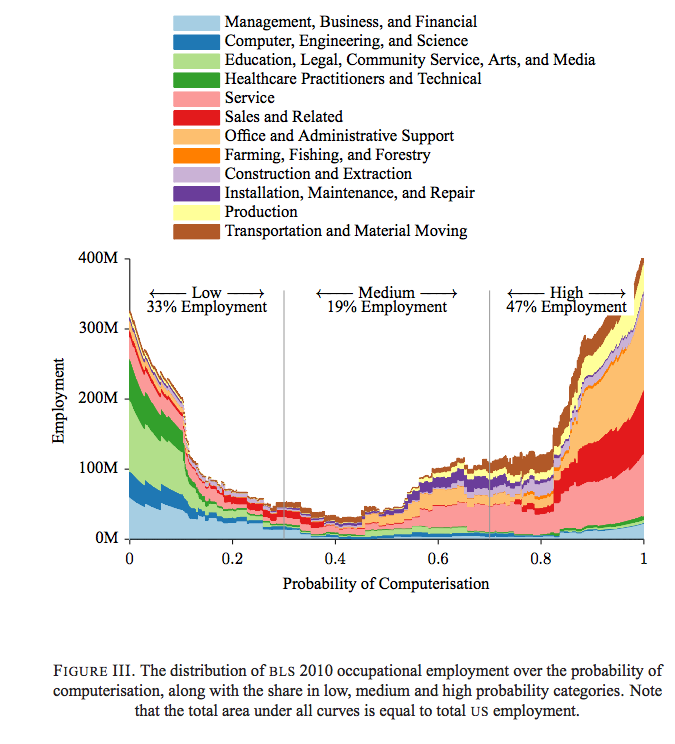 Management, Business, and Financial
Computer, Engineering, and Science
Education, Legal, Community Service, Arts, and Media
Healthcare Practitioners and Technical
Service
Sales and Related
Office and Administrative Support
Farming, Fishing, and Forestry
Construction and Extraction
Installation, Maintenance, and Repair
Production
Transportation and Material Moving
400M
300M
200M
100M
0M
Employment
Low
33% Employment
Medium
19% Employment
High
47% Employment
0
0.2
0.4
0.6
0.8
1
Probability of Computerisation
FIGURE III. The distribution of BLS 2010 occupational employment over the probability of
computerisation, along with the share in low, medium and high probability categories. Note
that the total area under all curves is equal to total US employment.